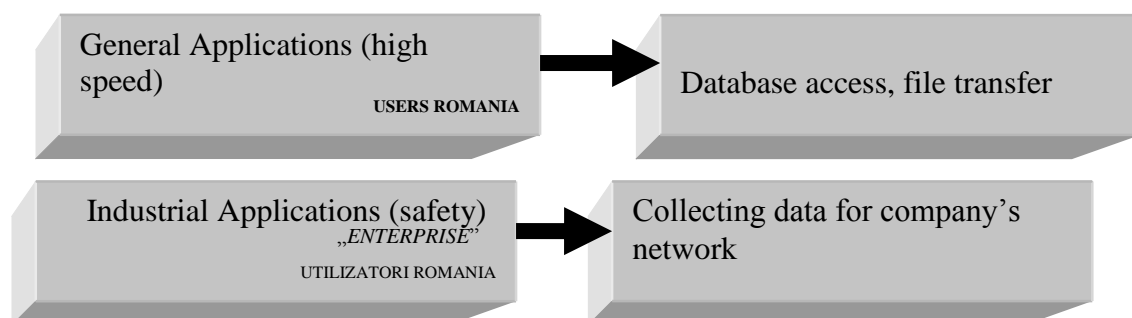 General Applications (high
speed)
USERS ROMANIA
Database access, file transfer
Industrial Applications (safety)
„ENTERPRISE”
UTILIZATORI ROMANIA
Collecting data for company’s
network